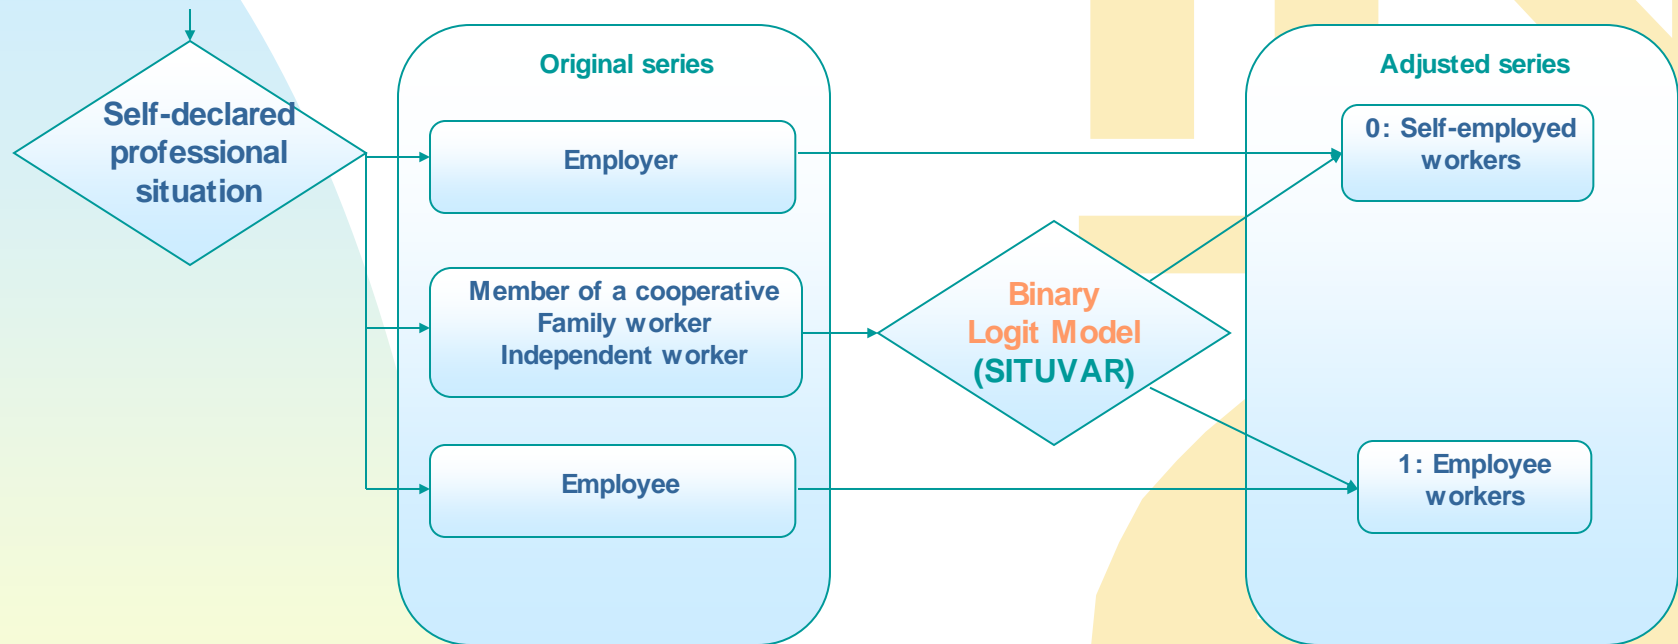 Self-declared
professional
situation
Original series
Employer
Member of a cooperative
Family worker
Independent worker
Employee
Binary
Logit Model
(SITUVAR)
Adjusted series
0: Self-employed
workers
1: Employee
workers